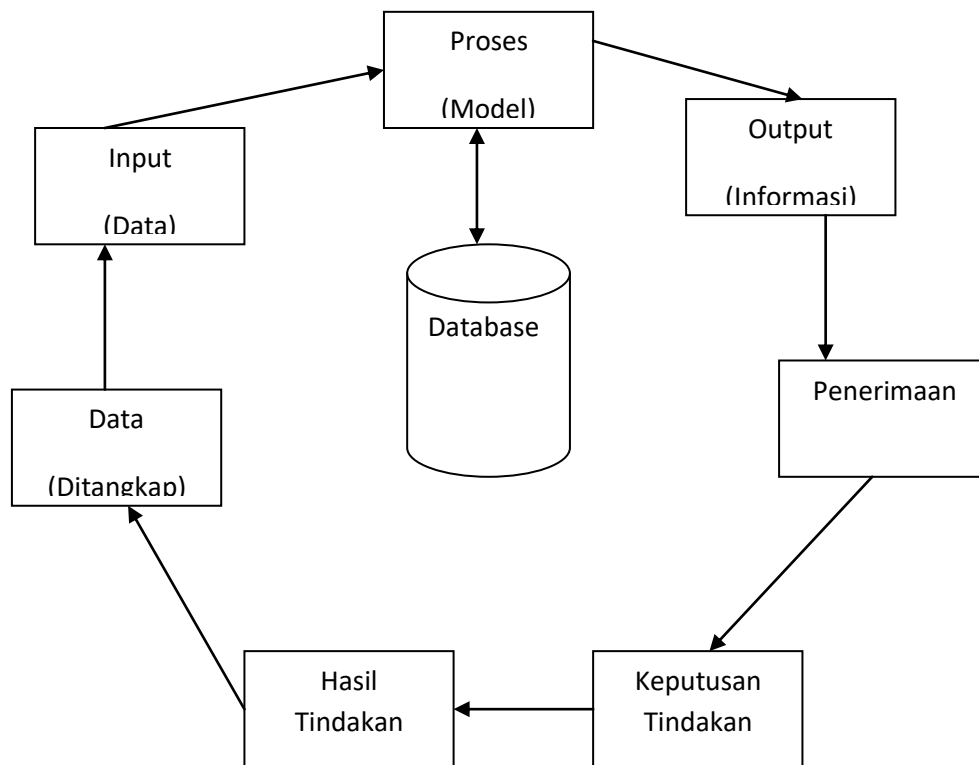 Proses
(Model)
Output
(Informasi)
Input
(Data)
Database
Penerimaan
Data
(Ditangkap)
Hasil
Tindakan
Keputusan
Tindakan